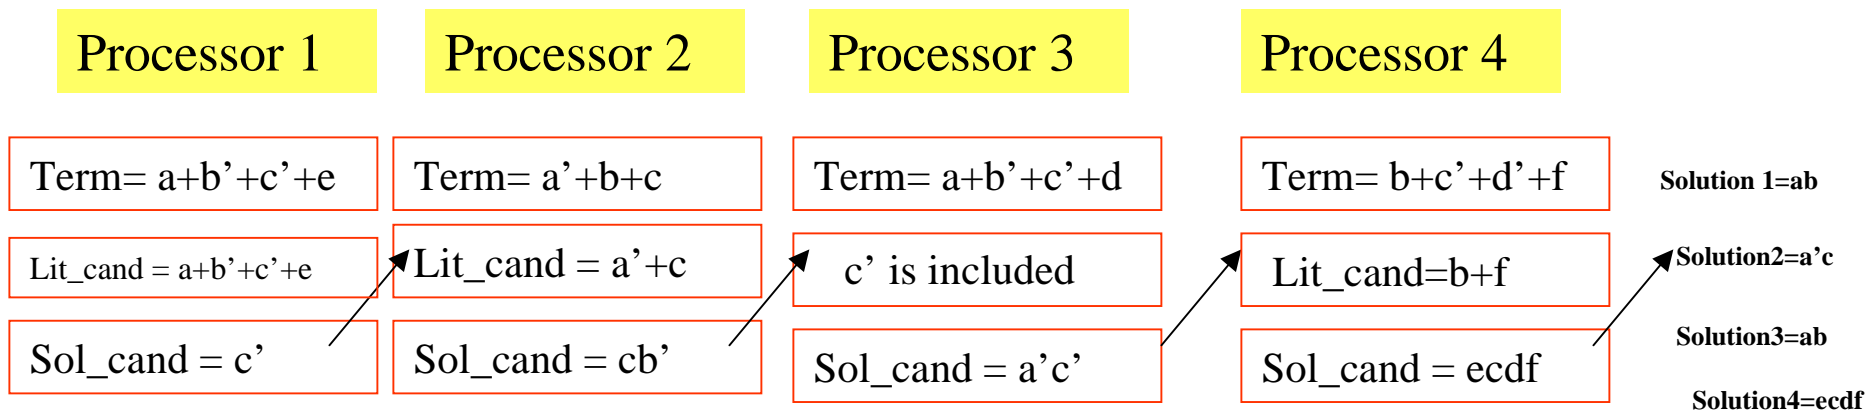 Processor 1
Processor 2
Processor 3
Processor 4
Term= a+b’+c’+e
Term= a’+b+c
Term= a+b’+c’+d
Term= b+c’+d’+f
Solution 1=ab
Lit_cand = a+b’+c’+e
Lit_cand = a’+c
c’ is included
Lit_cand=b+f
Solution2=a’c
Sol_cand = c’
Sol_cand = cb’
Sol_cand = a’c’
Sol_cand = ecdf
Solution3=ab
Solution4=ecdf